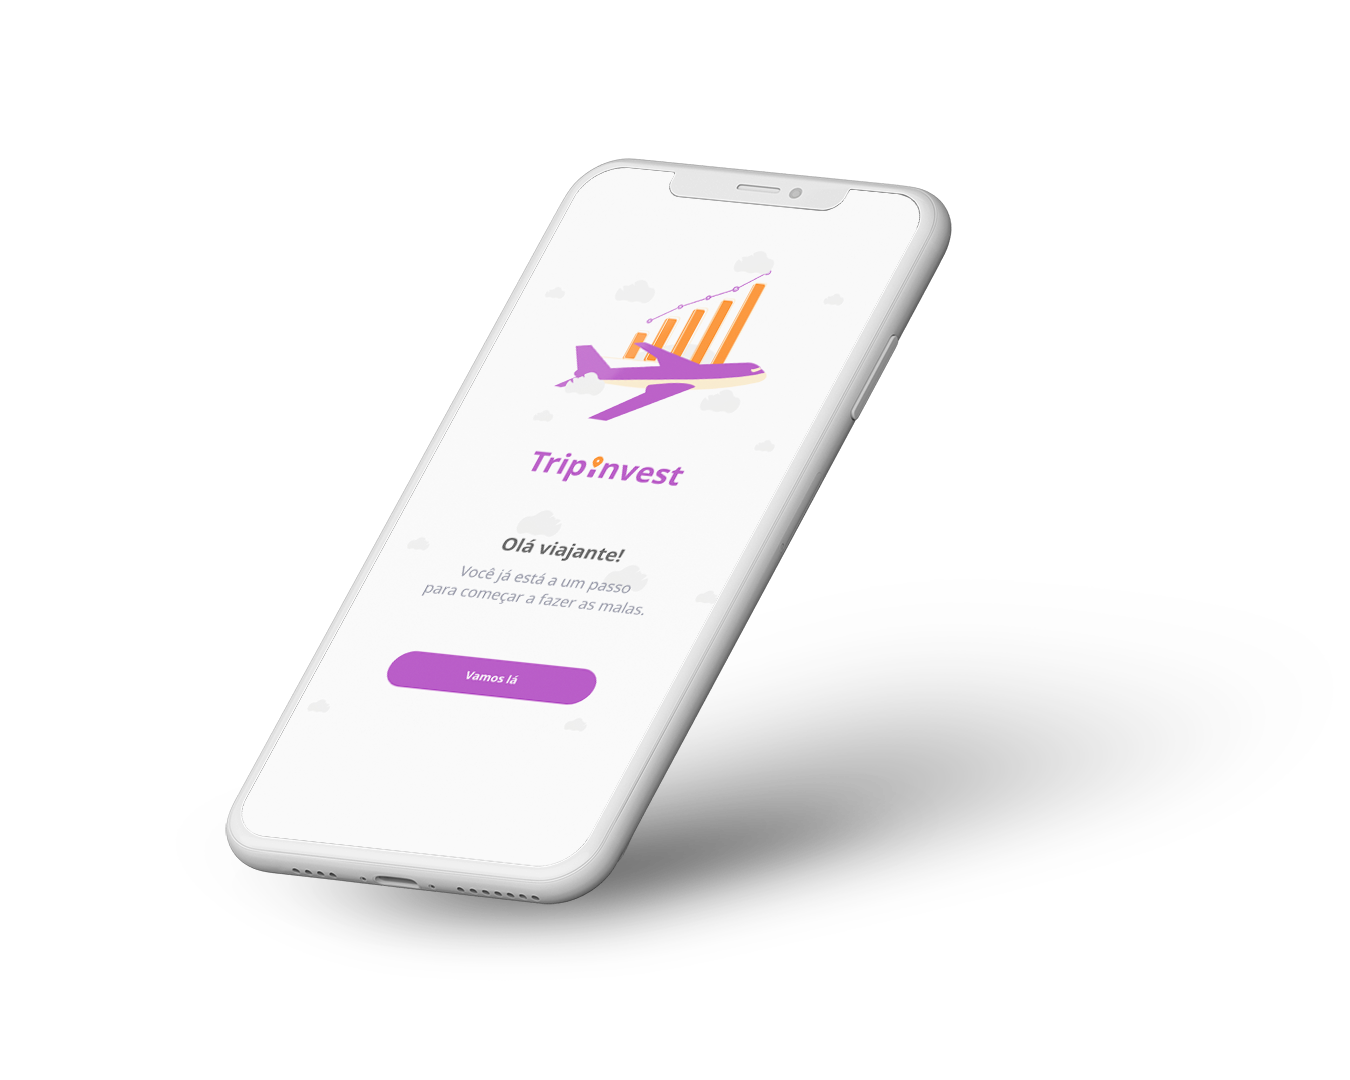 Tripinvest
Olá viajante!
Você já está a um passo
para começar a fazer as malas.
Vamos lá